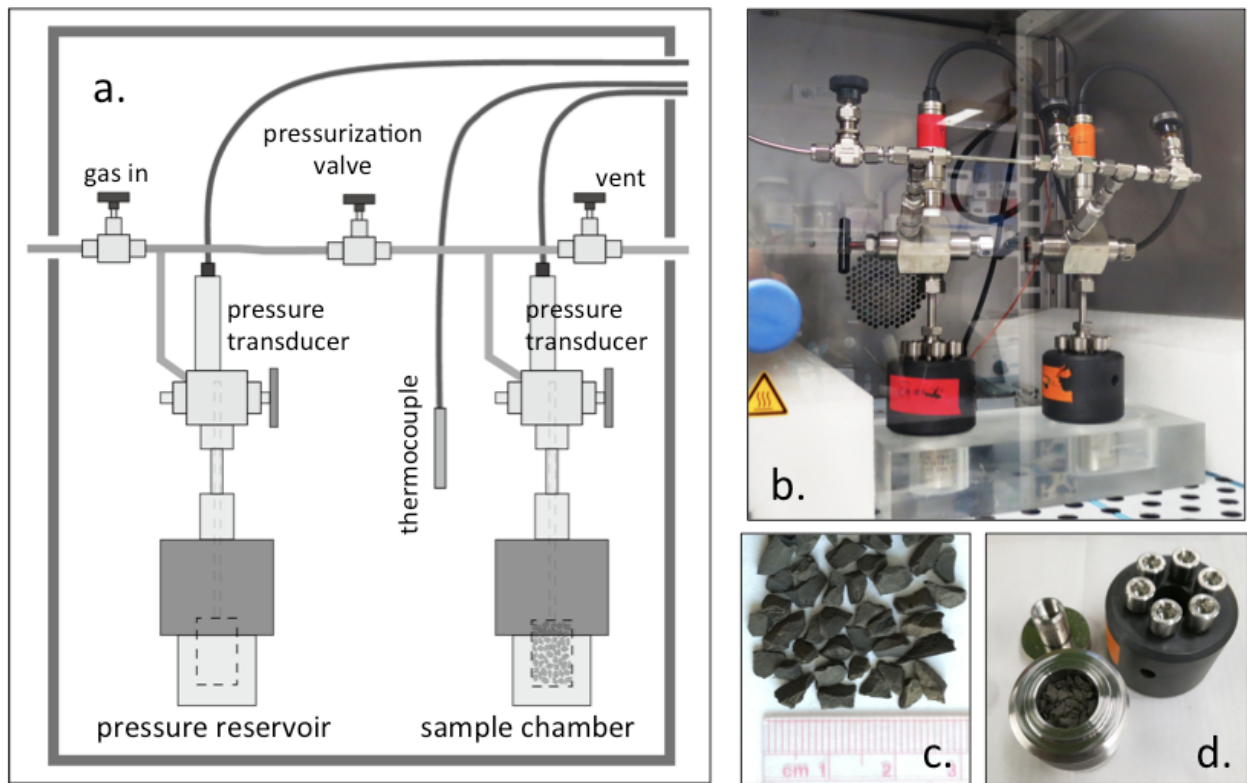 a.
gas in
pressurization
valve
vent
pressure
transducer
pressure
transducer
thermocouple
pressure reservoir
sample chamber
b.
c.
cm 1 2 3
d.